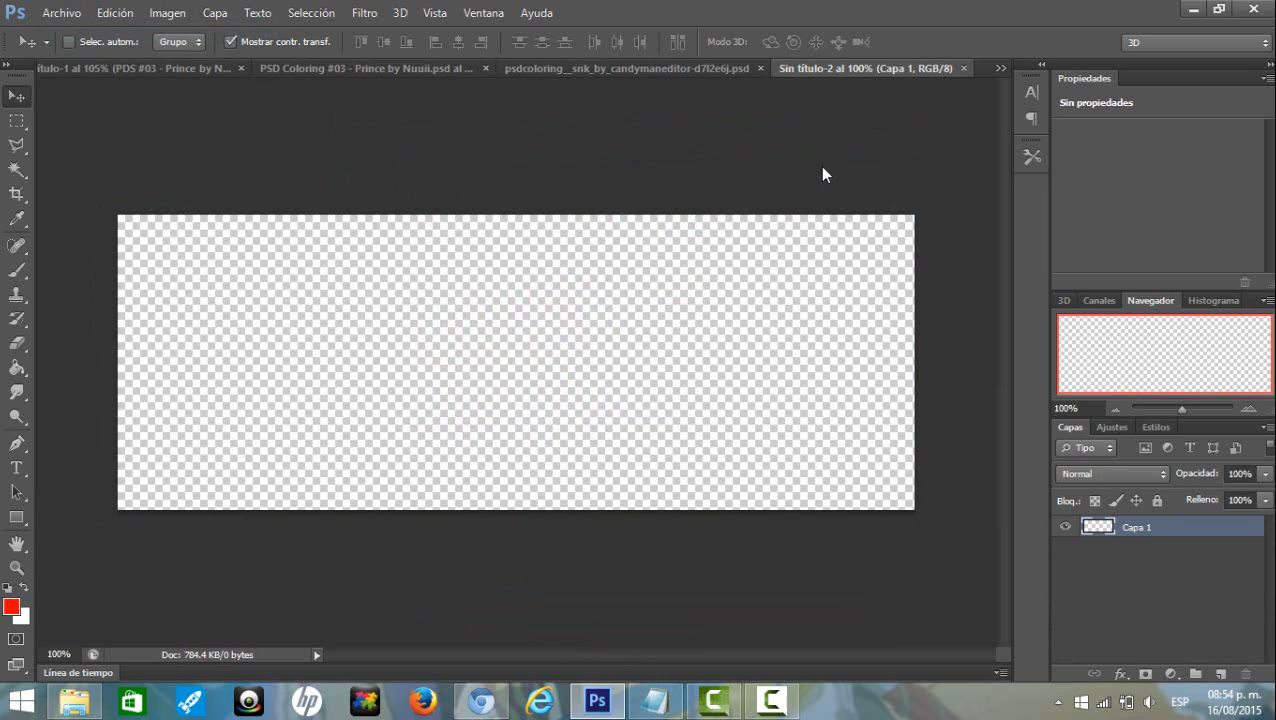 Ps Archivo Edición Imagen Capa Texto Selección Filtro 3D Vista Ventana Ayuda
Selec. autom.: Grupo Mostrar contr. transf. Modo 3D: 3D
ítulo-1 al 105% (PDS #03 - Prince by N... × PSD Coloring #03 - Prince by Nuuii.psd al ... × psdcoloring__snk_by_candymaneditor-d7l2e6j.psd × Sin título-2 al 100% (Capa 1, RGB/8) ×
Propiedades
Sin propiedades
3D Canales Navegador Histograma
100%
Capas Ajustes Estilos
Tipo
Normal Opacidad: 100%
Bloq.: Relleno: 100%
Capa 1
100% Doc: 784.4 KB/0 bytes
Línea de tiempo
hp Ps ESP 08:54 p. m.
16/08/2015